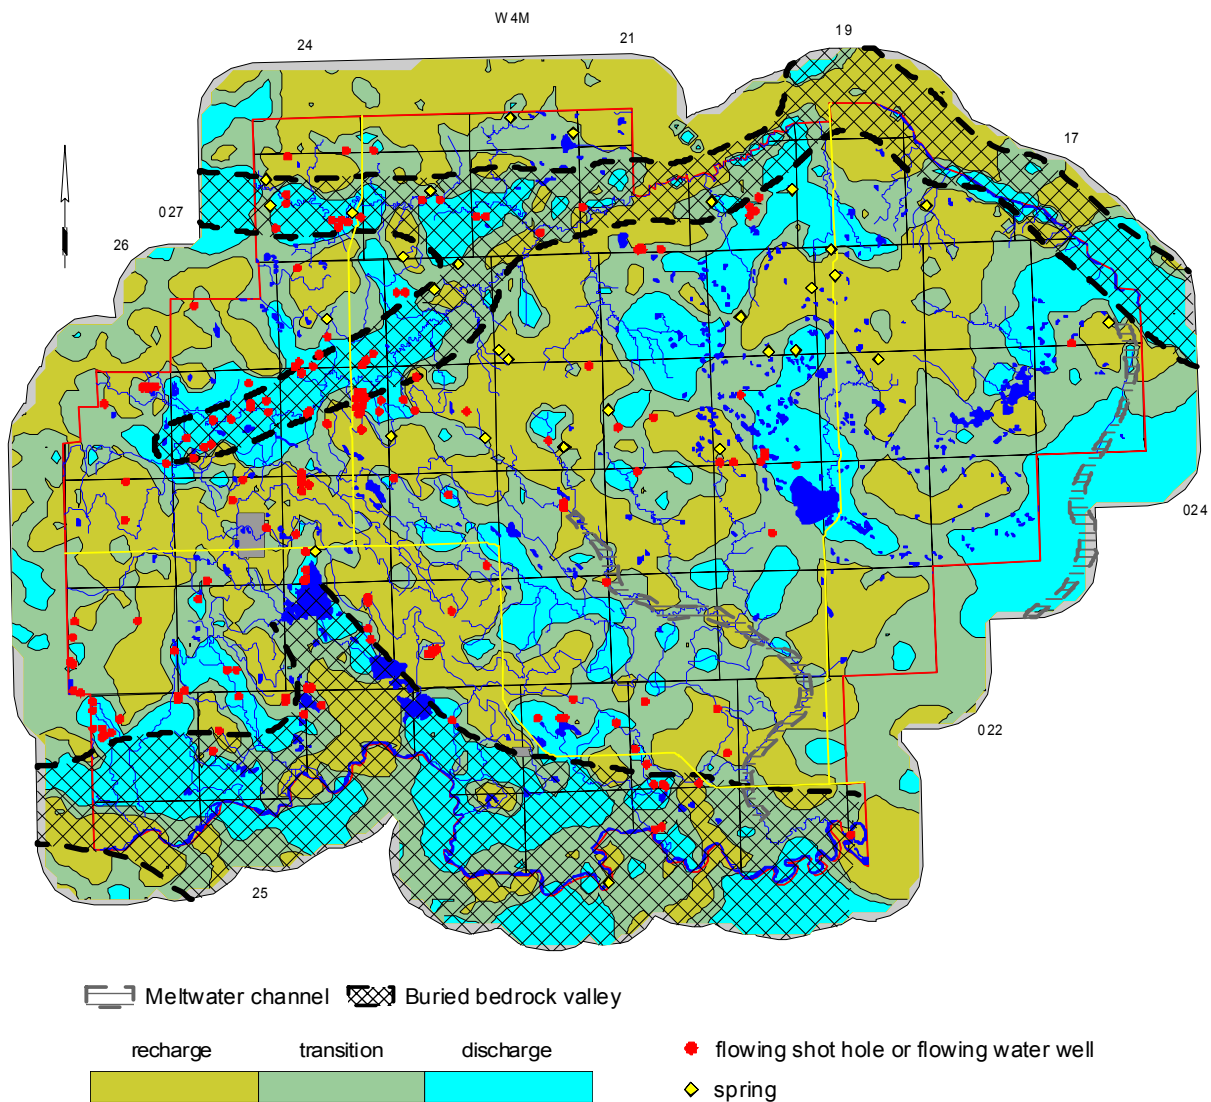 W4M
24
21
19
17
027
26
024
022
25
Meltwater channel
Buried bedrock valley
recharge
transition
discharge
flowing shot hole or flowing water well
spring